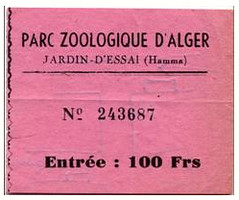 PARC ZOOLOGIQUE D'ALGER
JARDIN-D'ESSAI (Hamma)
Nº 243687
Entrée : 100 Frs